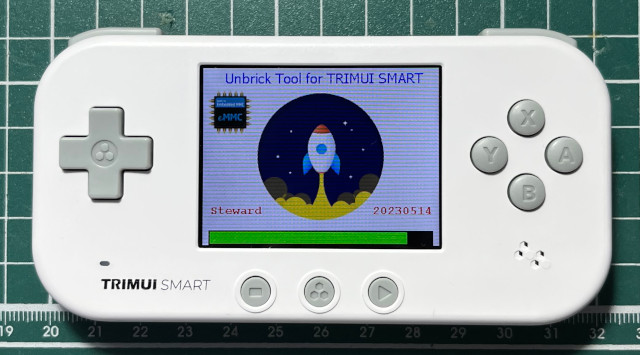 Unbrick Tool for TRIMUI SMART
eMMC
Steward 20230514
X
Y A
B
TRIMUI SMART
19 20 21 22 23 24 25 26 27 28 29 30 31 32